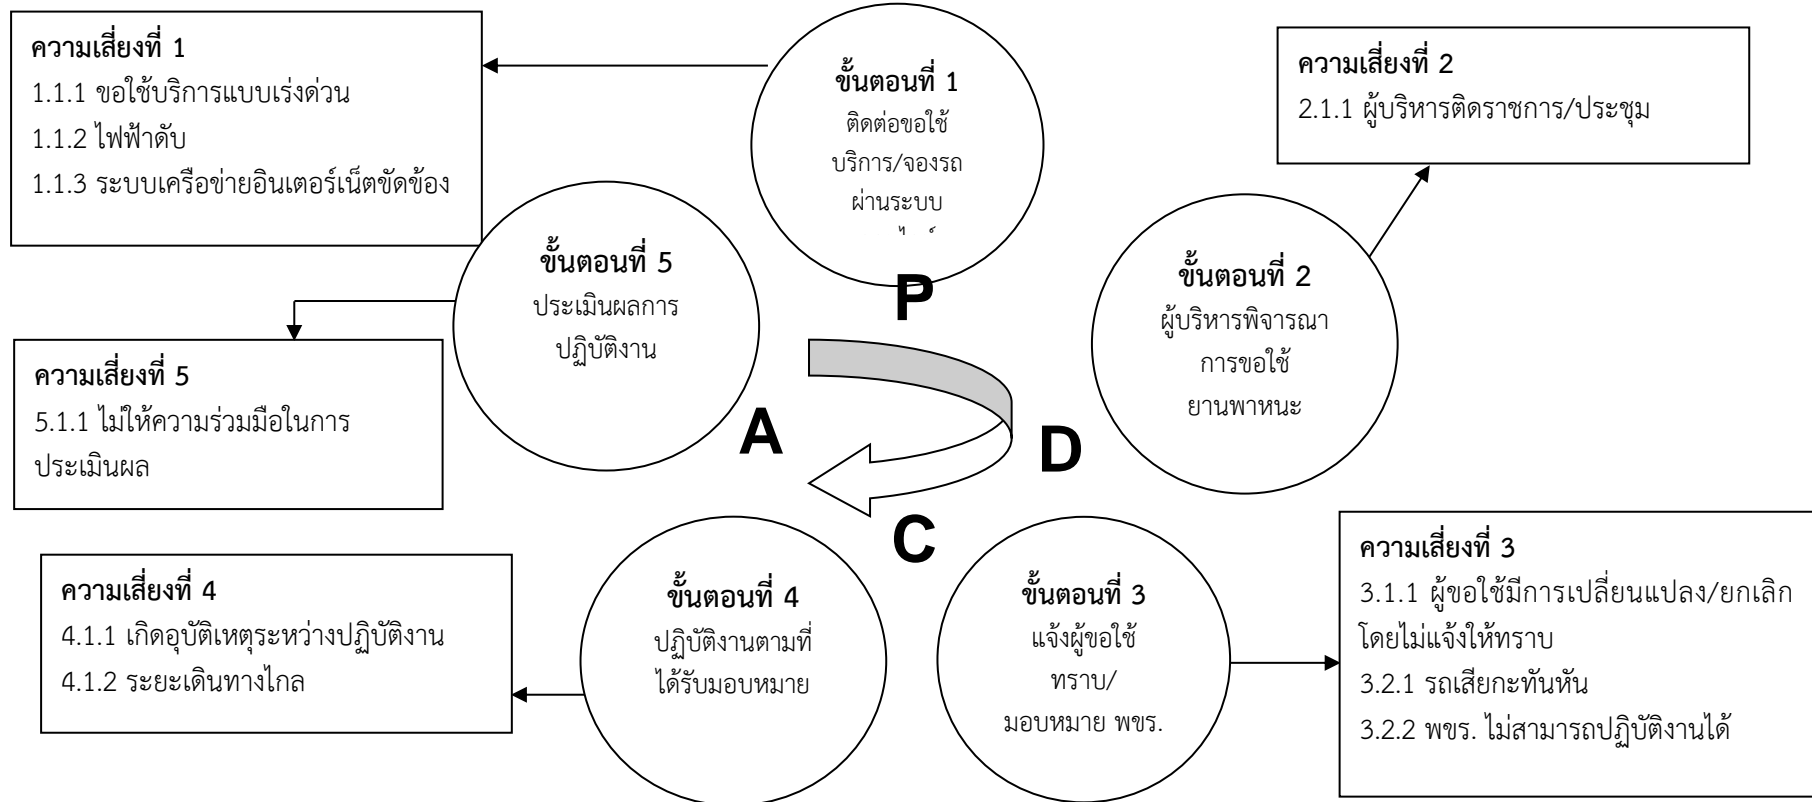 ความเสี่ยงที่ 1
1.1.1 ขอใช้บริการแบบเร่งด่วน
1.1.2 ไฟฟ้าดับ
1.1.3 ระบบเครือข่ายอินเตอร์เน็ตขัดข้อง
ขั้นตอนที่ 1
ติดต่อขอใช้
บริการ/จองรถ
ผ่านระบบ
ความเสี่ยงที่ 2
2.1.1 ผู้บริหารติดราชการ/ประชุม
ขั้นตอนที่ 5
ประเมินผลการ
ปฏิบัติงาน
P
ขั้นตอนที่ 2
ผู้บริหารพิจารณา
การขอใช้
ยานพาหนะ
ความเสี่ยงที่ 5
5.1.1 ไม่ให้ความร่วมมือในการ
ประเมินผล
A
D
C
ความเสี่ยงที่ 4
4.1.1 เกิดอุบัติเหตุระหว่างปฏิบัติงาน
4.1.2 ระยะเดินทางไกล
ขั้นตอนที่ 4
ปฏิบัติงานตามที่
ได้รับมอบหมาย
ขั้นตอนที่ 3
แจ้งผู้ขอใช้
ทราบ/
มอบหมาย พขร.
ความเสี่ยงที่ 3
3.1.1 ผู้ขอใช้มีการเปลี่ยนแปลง/ยกเลิก
โดยไม่แจ้งให้ทราบ
3.2.1 รถเสียกะทันหัน
3.2.2 พขร. ไม่สามารถปฏิบัติงานได้